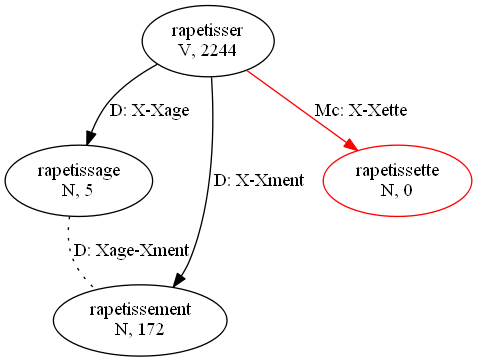 rapetisser
V, 2244
D: X-Xage
Mc: X-Xette
rapetissage
N, 5
D: X-Xment
rapetissette
N, 0
D: Xage-Xment
rapetissement
N, 172